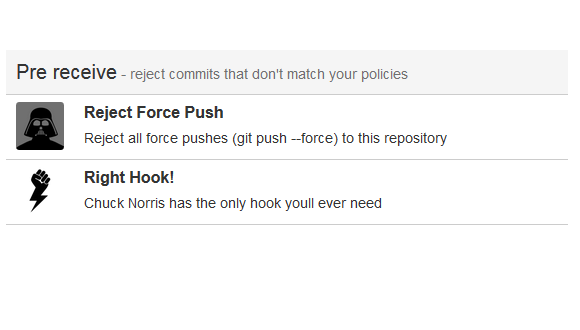 Pre receive - reject commits that don't match your policies
Reject Force Push
Reject all force pushes (git push --force) to this repository
Right Hook!
Chuck Norris has the only hook youll ever need